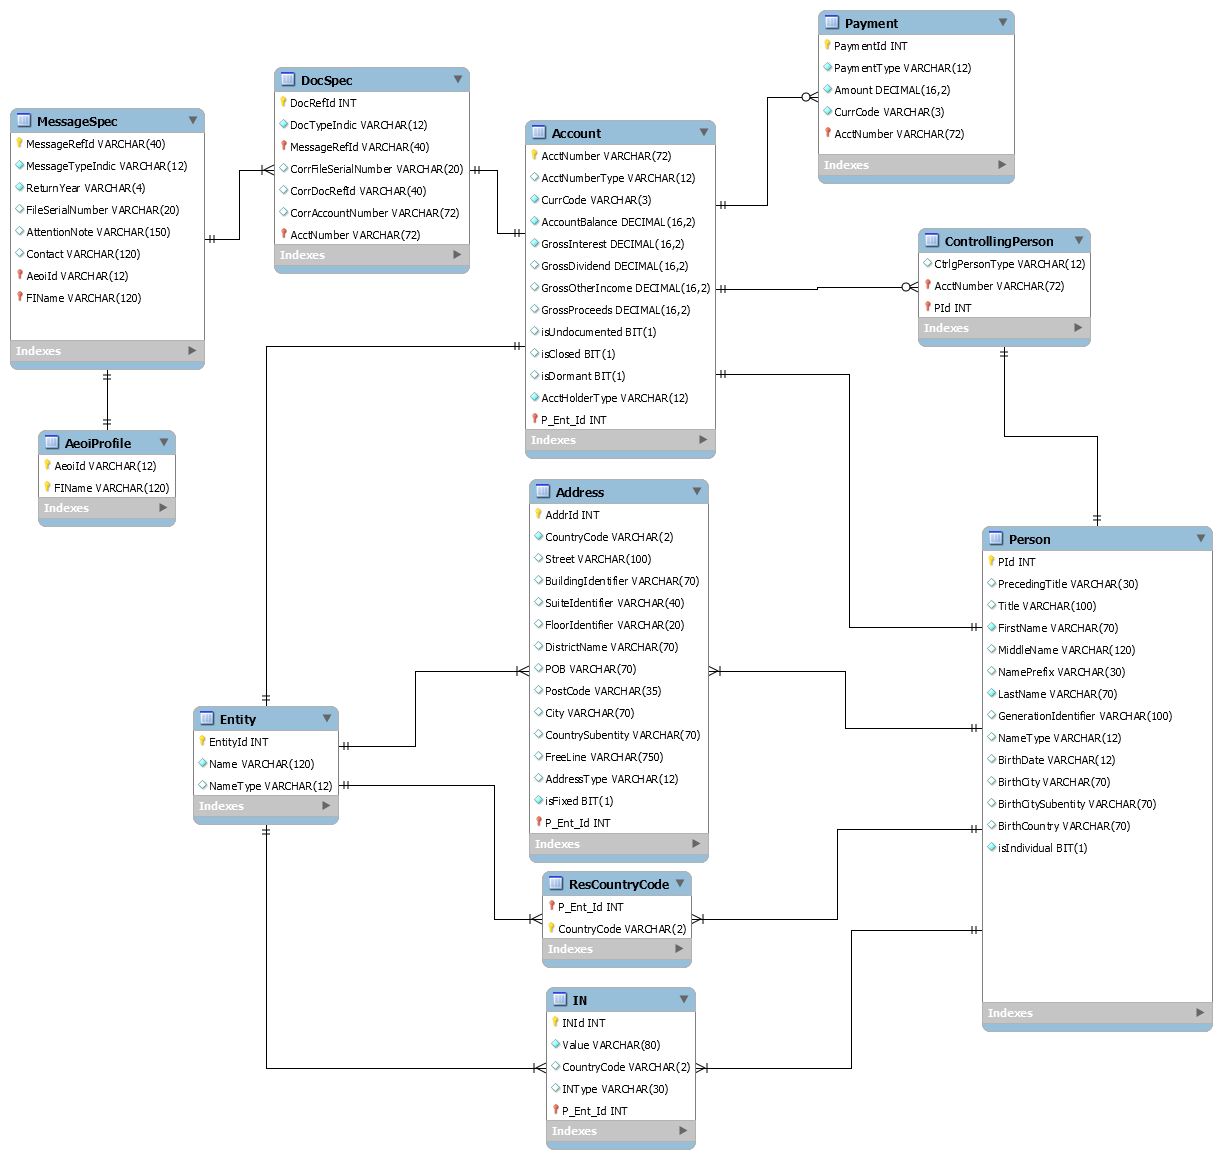 Payment
PaymentId INT
PaymentType VARCHAR(12)
Amount DECIMAL(16,2)
CurrCode VARCHAR(3)
AcctNumber VARCHAR(72)
Indexes
DocSpec
DocRefId INT
DocTypeIndic VARCHAR(12)
MessageRefId VARCHAR(40)
CorrFileSerialNumber VARCHAR(20)
CorrDocRefId VARCHAR(40)
CorrAccountNumber VARCHAR(72)
AcctNumber VARCHAR(72)
Indexes
MessageSpec
MessageRefId VARCHAR(40)
MessageTypeIndic VARCHAR(12)
ReturnYear VARCHAR(4)
FileSerialNumber VARCHAR(20)
AttentionNote VARCHAR(150)
Contact VARCHAR(120)
AeoiId VARCHAR(12)
FIName VARCHAR(120)
Indexes
Account
AcctNumber VARCHAR(72)
AcctNumberType VARCHAR(12)
CurrCode VARCHAR(3)
AccountBalance DECIMAL(16,2)
GrossInterest DECIMAL(16,2)
GrossDividend DECIMAL(16,2)
GrossOtherIncome DECIMAL(16,2)
GrossProceeds DECIMAL(16,2)
isUndocumented BIT(1)
isClosed BIT(1)
isDormant BIT(1)
AcctHolderType VARCHAR(12)
P_Ent_Id INT
Indexes
ControllingPerson
CtrlgPersonType VARCHAR(12)
AcctNumber VARCHAR(72)
PId INT
Indexes
AeoiProfile
AeoiId VARCHAR(12)
FIName VARCHAR(120)
Indexes
Address
AddrId INT
CountryCode VARCHAR(2)
Street VARCHAR(100)
BuildingIdentifier VARCHAR(70)
SuiteIdentifier VARCHAR(40)
FloorIdentifier VARCHAR(20)
DistrictName VARCHAR(70)
POB VARCHAR(70)
PostCode VARCHAR(35)
City VARCHAR(70)
CountrySubentity VARCHAR(70)
FreeLine VARCHAR(750)
AddressType VARCHAR(12)
isFixed BIT(1)
P_Ent_Id INT
Indexes
Person
PId INT
PrecedingTitle VARCHAR(30)
Title VARCHAR(100)
FirstName VARCHAR(70)
MiddleName VARCHAR(120)
NamePrefix VARCHAR(30)
LastName VARCHAR(70)
GenerationIdentifier VARCHAR(100)
NameType VARCHAR(12)
BirthDate VARCHAR(12)
BirthCity VARCHAR(70)
BirthCitySubentity VARCHAR(70)
BirthCountry VARCHAR(70)
isIndividual BIT(1)
Indexes
Entity
EntityId INT
Name VARCHAR(120)
NameType VARCHAR(12)
Indexes
ResCountryCode
P_Ent_Id INT
CountryCode VARCHAR(2)
Indexes
IN
INId INT
Value VARCHAR(80)
CountryCode VARCHAR(2)
INType VARCHAR(30)
P_Ent_Id INT
Indexes